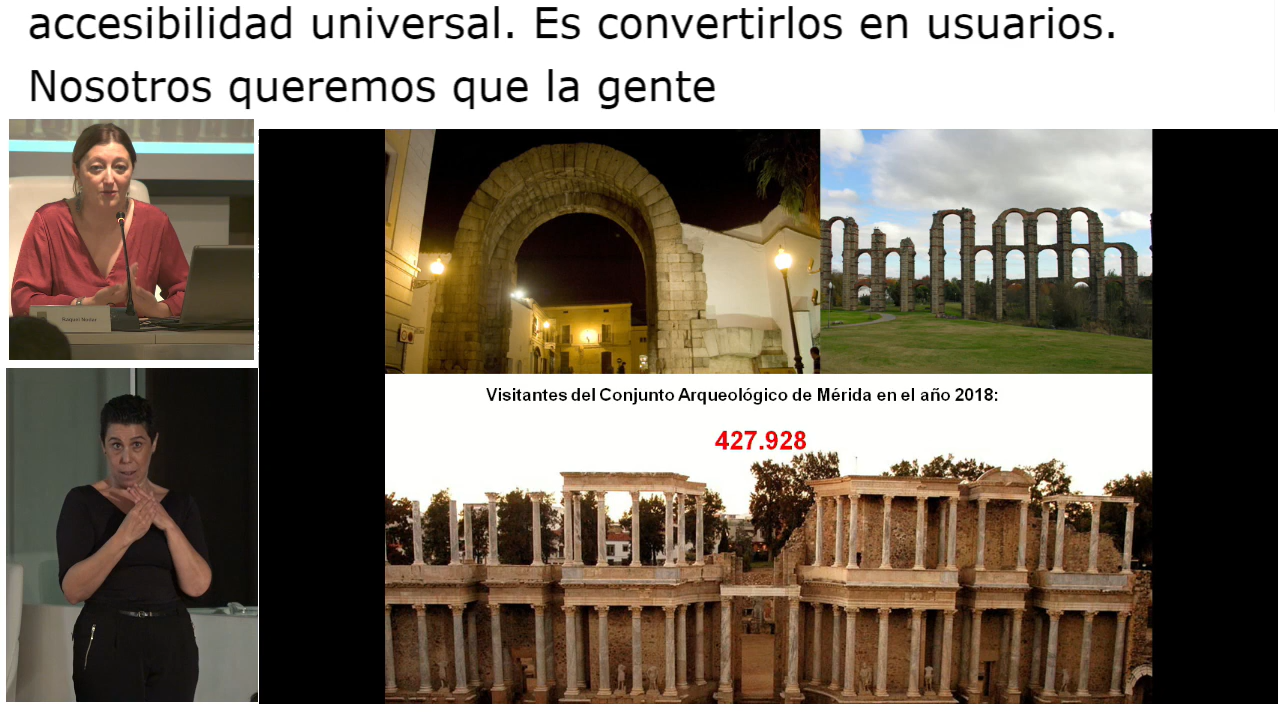 accesibilidad universal. Es convertirlos en usuarios.
Nosotros queremos que la gente
Visitantes del Conjunto Arqueológico de Mérida en el año 2018:
427.928